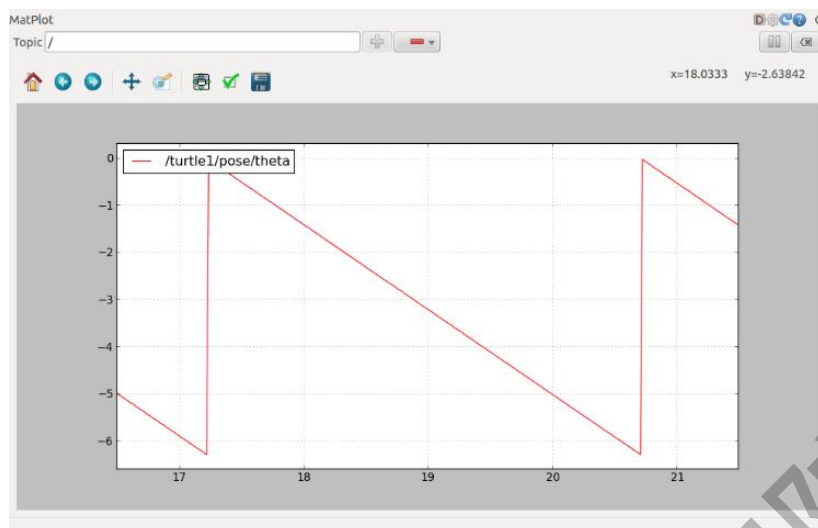 MatPlot
D
Topic /
x=18.0333 y=-2.63842
/turtle1/pose/theta
0
−1
−2
−3
−4
−5
−6
17 18 19 20 21